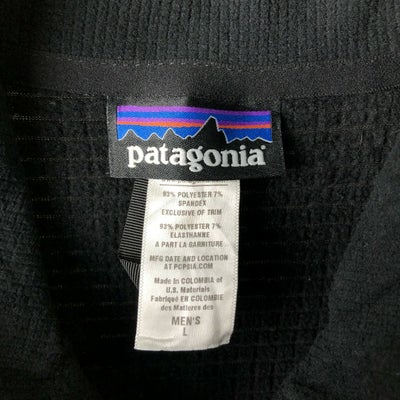 patagonia®
93% POLYESTER 7%
SPANDEX
EXCLUSIVE OF TRIM
93% POLYESTER 7%
ELASTHANNE
A PART LA GARNITURE
MFG DATE AND LOCATION
AT PCPSIA.COM
Made in COLOMBIA of
U.S. Materials
Fabriqué EN COLOMBIE
des Matieres des
MEN'S
L